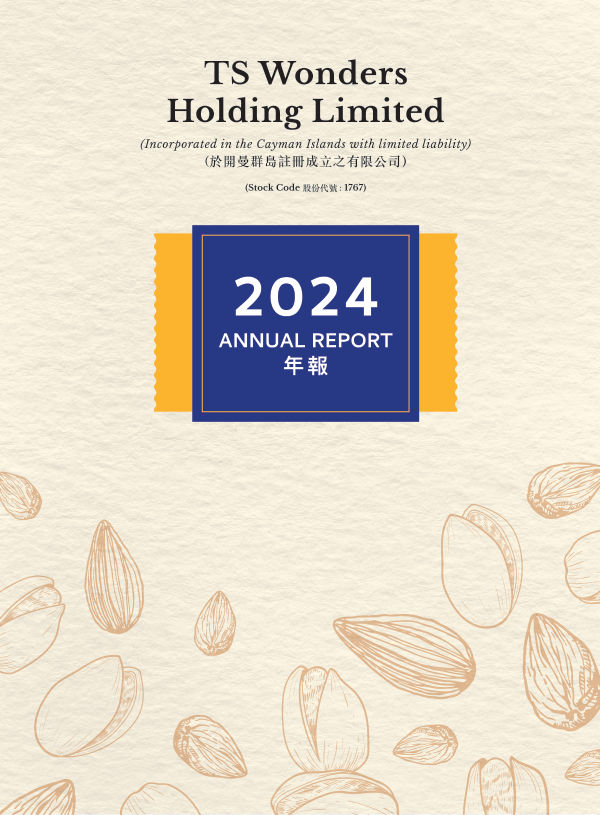 TS Wonders
Holding Limited
(Incorporated in the Cayman Islands with limited liability)
(於開曼群島註冊成立之有限公司)
(Stock Code 股份代號 : 1767)
2024
ANNUAL REPORT
年報